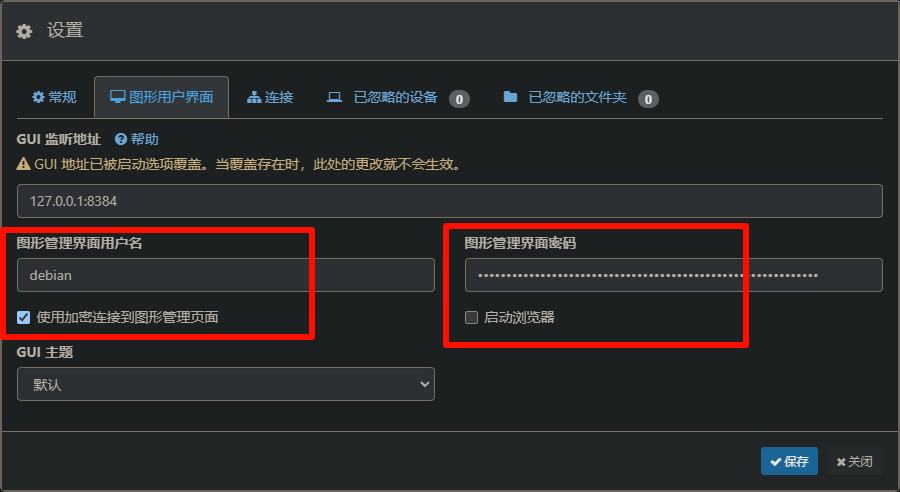 设置
常规 图形用户界面 连接 已忽略的设备 0 已忽略的文件夹 0
GUI 监听地址 帮助
GUI 地址已被启动选项覆盖。当覆盖存在时，此处的更改就不会生效。
127.0.0.1:8384
图形管理界面用户名 图形管理界面密码
debian ••••••••••••••••••••••••••••••••••••••••••••••••••••••••••••
使用加密连接到图形管理页面 启动浏览器
GUI 主题
默认
保存 关闭